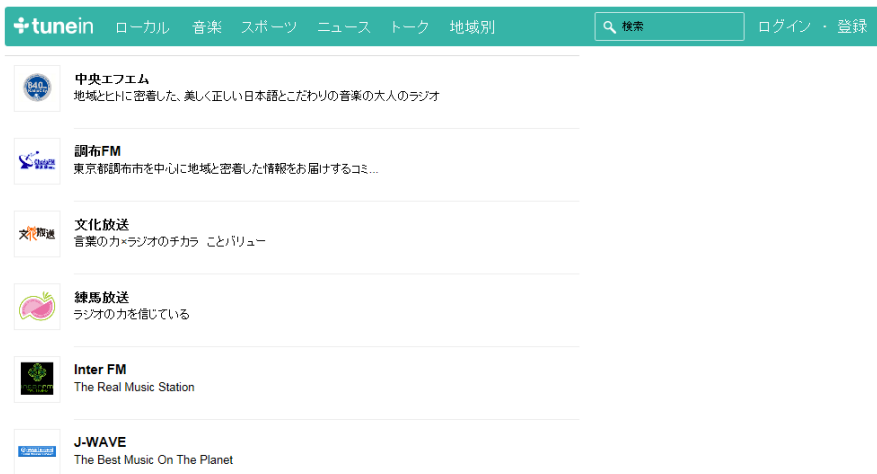 tunein ローカル 音楽 スポーツ ニュース トーク 地域別 検索 ログイン ・ 登録
84.0
中央エフエム
地域とヒトに密着した、美しく正しい日本語とこだわりの音楽の大人のラジオ
調布FM
東京都調布市を中心に地域と密着した情報をお届けするコミ...
文化放送
文化放送
言葉の力×ラジオのチカラ ことバリュー
練馬放送
ラジオの力を信じている
Inter FM
The Real Music Station
J-WAVE
The Best Music On The Planet